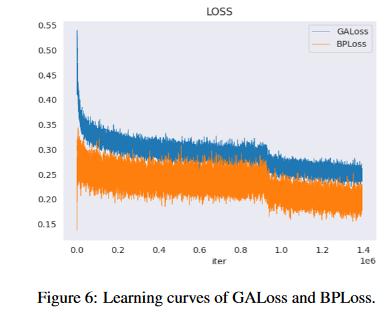 LOSS
GALoss
BPLoss
0.55
0.50
0.45
0.40
0.35
0.30
0.25
0.20
0.15
0.0 0.2 0.4 0.6 0.8 1.0 1.2 1.4
iter 1e6
Figure 6: Learning curves of GALoss and BPLoss.